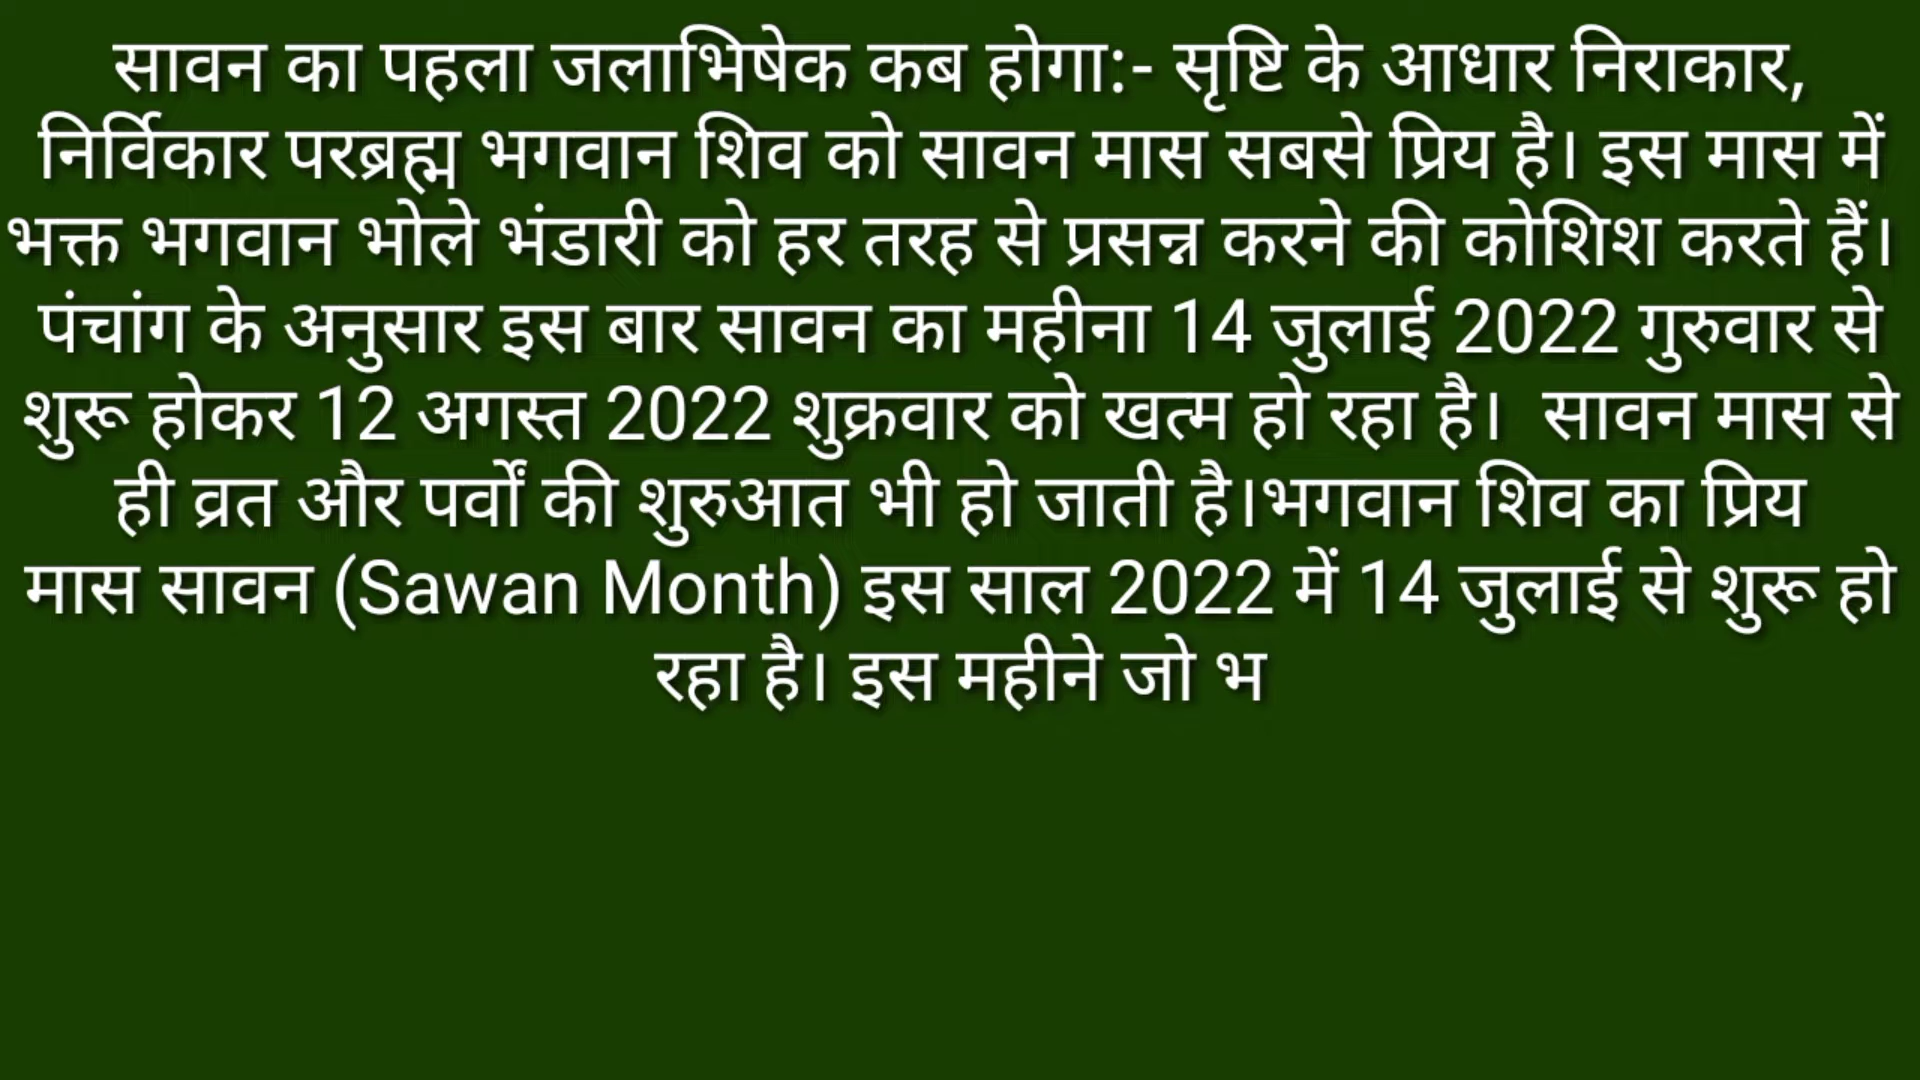 सावन का पहला जलाभिषेक कब होगा:- सृष्टि के आधार निराकार,
निर्विकार परब्रह्म भगवान शिव को सावन मास सबसे प्रिय है। इस मास में
भक्त भगवान भोले भंडारी को हर तरह से प्रसन्न करने की कोशिश करते हैं।
पंचांग के अनुसार इस बार सावन का महीना 14 जुलाई 2022 गुरुवार से
शुरू होकर 12 अगस्त 2022 शुक्रवार को खत्म हो रहा है। सावन मास से
ही व्रत और पर्वों की शुरुआत भी हो जाती है।भगवान शिव का प्रिय
मास सावन (Sawan Month) इस साल 2022 में 14 जुलाई से शुरू हो
रहा है। इस महीने जो भ